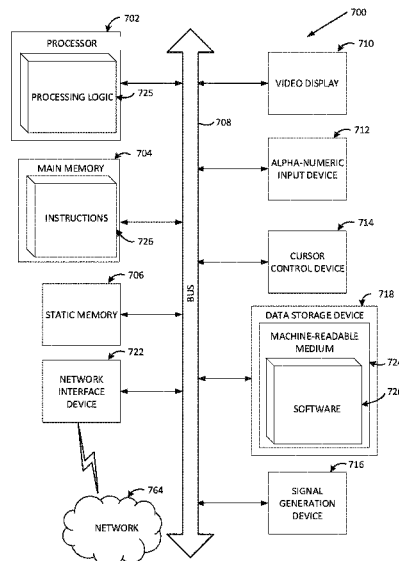 702
700
PROCESSOR
710
PROCESSING LOGIC
725
VIDEO DISPLAY
708
704
712
MAIN MEMORY
ALPHA-NUMERIC
INPUT DEVICE
INSTRUCTIONS
726
714
CURSOR
CONTROL DEVICE
706
STATIC MEMORY
BUS
718
DATA STORAGE DEVICE
MACHINE-READABLE
MEDIUM
724
726
SOFTWARE
722
NETWORK
INTERFACE
DEVICE
716
SIGNAL
GENERATION
DEVICE
764
NETWORK